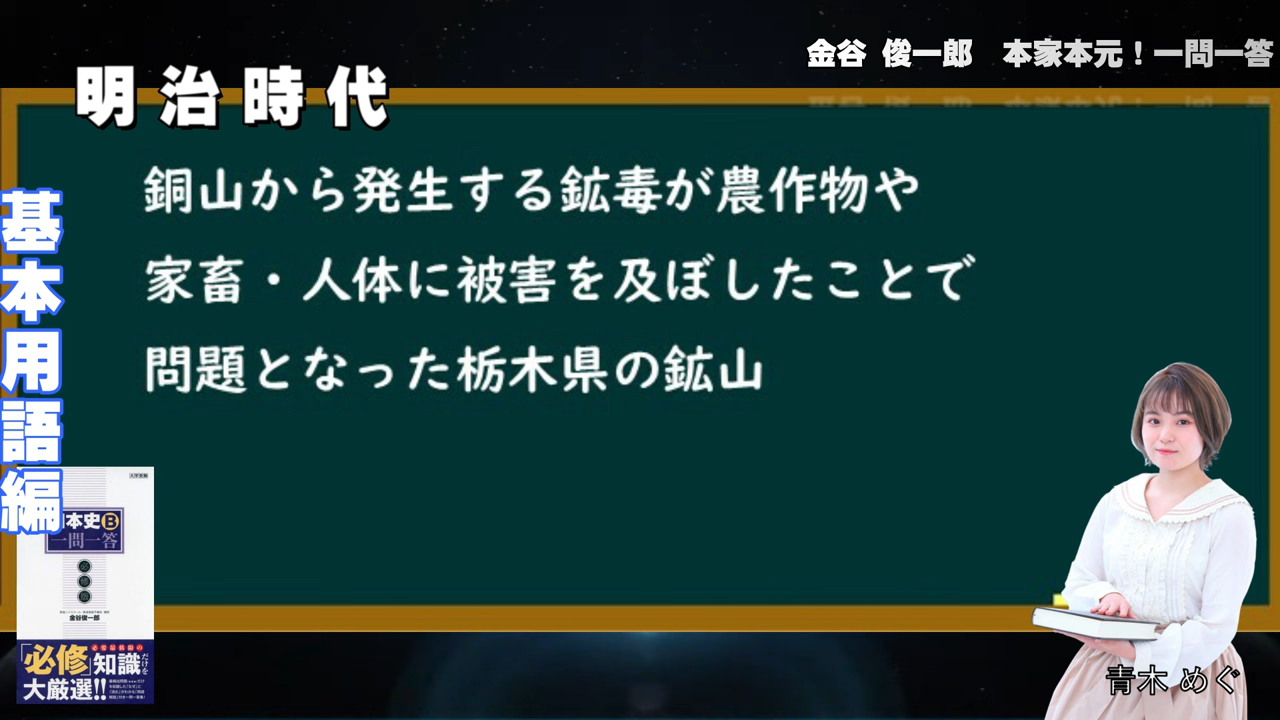 金谷 俊一郎　本家本元！一問一答
明治時代
銅山から発生する鉱毒が農作物や
家畜・人体に被害を及ぼしたことで
問題となった栃木県の鉱山
基本用語編
本史B
一問一答
金谷俊一郎
「必修」知識だけを
大厳選!!
青木 めぐ